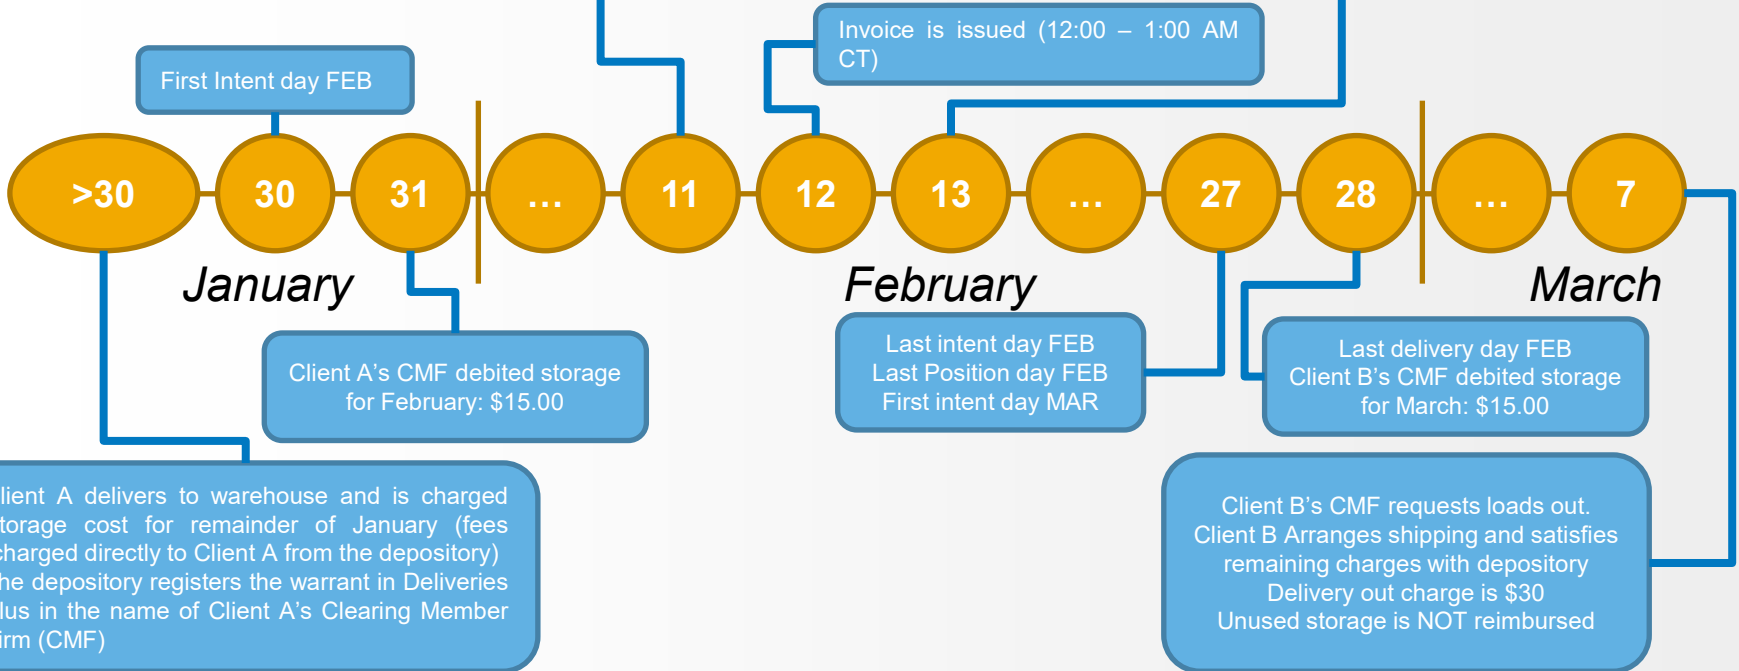 Invoice is issued (12:00 – 1:00 AM
CT)
First Intent day FEB
>30
30
31
...
11
12
13
...
27
28
...
7
January
February
March
Client A's CMF debited storage
for February: $15.00
Last intent day FEB
Last Position day FEB
First intent day MAR
Last delivery day FEB
Client B's CMF debited storage
for March: $15.00
lient A delivers to warehouse and is charged
torage cost for remainder of January (fees
charged directly to Client A from the depository)
he depository registers the warrant in Deliveries
lus in the name of Client A's Clearing Member
irm (CMF)
Client B's CMF requests loads out.
Client B Arranges shipping and satisfies
remaining charges with depository
Delivery out charge is $30
Unused storage is NOT reimbursed